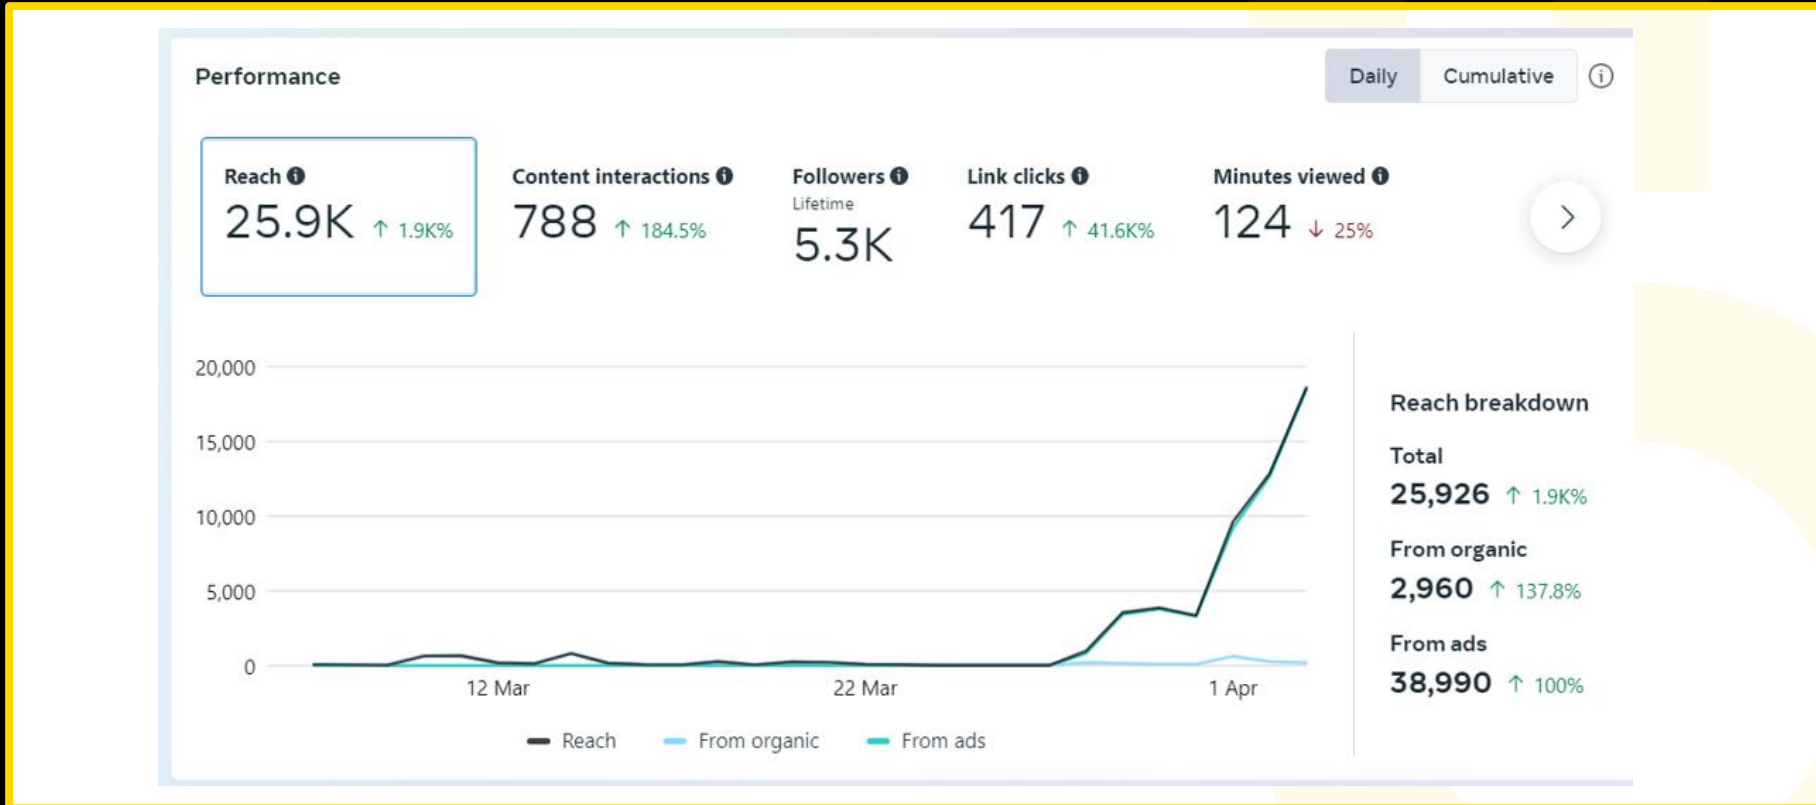 Performance
Daily
Cumulative
Reach
25.9K ↑ 1.9K%
Content interactions
788 ↑ 184.5%
Followers
Lifetime
5.3K
Link clicks
417 ↑ 41.6K%
Minutes viewed
124 ↓ 25%
20,000
15,000
10,000
5,000
0
12 Mar
22 Mar
1 Apr
Reach
From organic
From ads
Reach breakdown
Total
25,926 ↑ 1.9K%
From organic
2,960 ↑ 137.8%
From ads
38,990 ↑ 100%